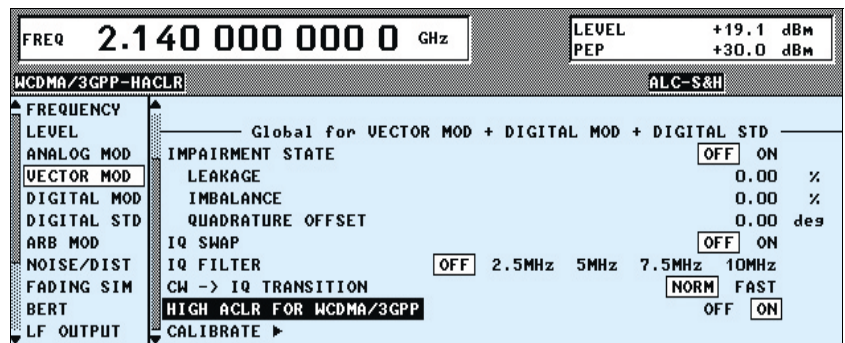 FREQ 2.140 000 000 0 GHz
LEVEL +19.1 dBm
PEP +30.0 dBm
WCDMA/3GPP-HACLR ALC-S&H
FREQUENCY
LEVEL
ANALOG MOD
VECTOR MOD
DIGITAL MOD
DIGITAL STD
ARB MOD
NOISE/DIST
FADING SIM
BERT
LF OUTPUT
Global for VECTOR MOD + DIGITAL MOD + DIGITAL STD
IMPAIRMENT STATE OFF ON
LEAKAGE 0.00 %
IMBALANCE 0.00 %
QUADRATURE OFFSET 0.00 deg
IQ SWAP OFF ON
IQ FILTER OFF 2.5MHz 5MHz 7.5MHz 10MHz
CW -> IQ TRANSITION NORM FAST
HIGH ACLR FOR WCDMA/3GPP OFF ON
CALIBRATE ▶